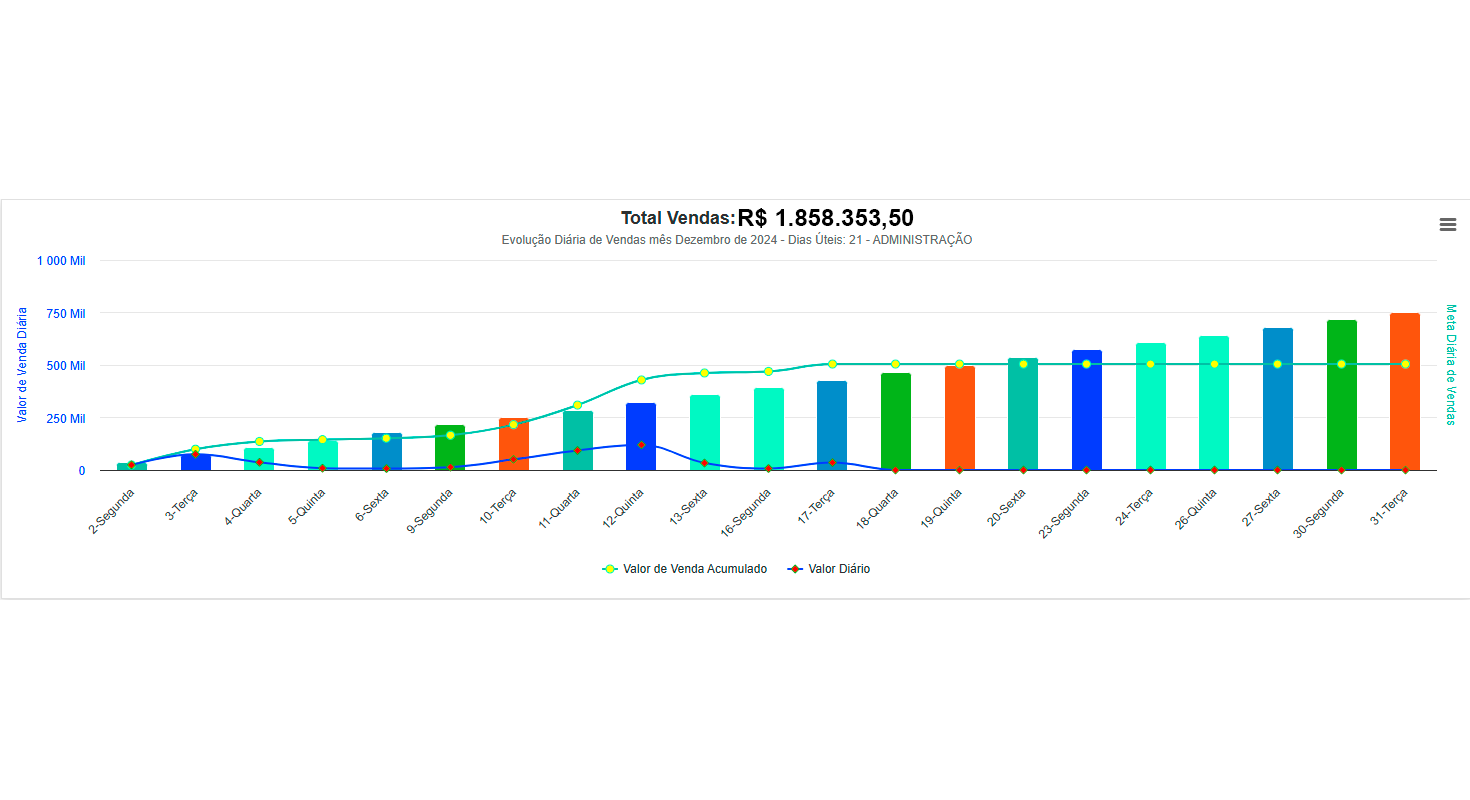 Total Vendas: R$ 1.858.353,50
Evolução Diária de Vendas mês Dezembro de 2024 - Dias Úteis: 21 - ADMINISTRAÇÃO
Valor de Venda Diária
1 000 Mil
750 Mil
500 Mil
250 Mil
0
Meta Diária de Vendas
2-Segunda
3-Terça
4-Quarta
5-Quinta
6-Sexta
9-Segunda
10-Terça
11-Quarta
12-Quinta
13-Sexta
16-Segunda
17-Terça
18-Quarta
19-Quinta
20-Sexta
23-Segunda
24-Terça
26-Quinta
27-Sexta
30-Segunda
31-Terça
Valor de Venda Acumulado
Valor Diário